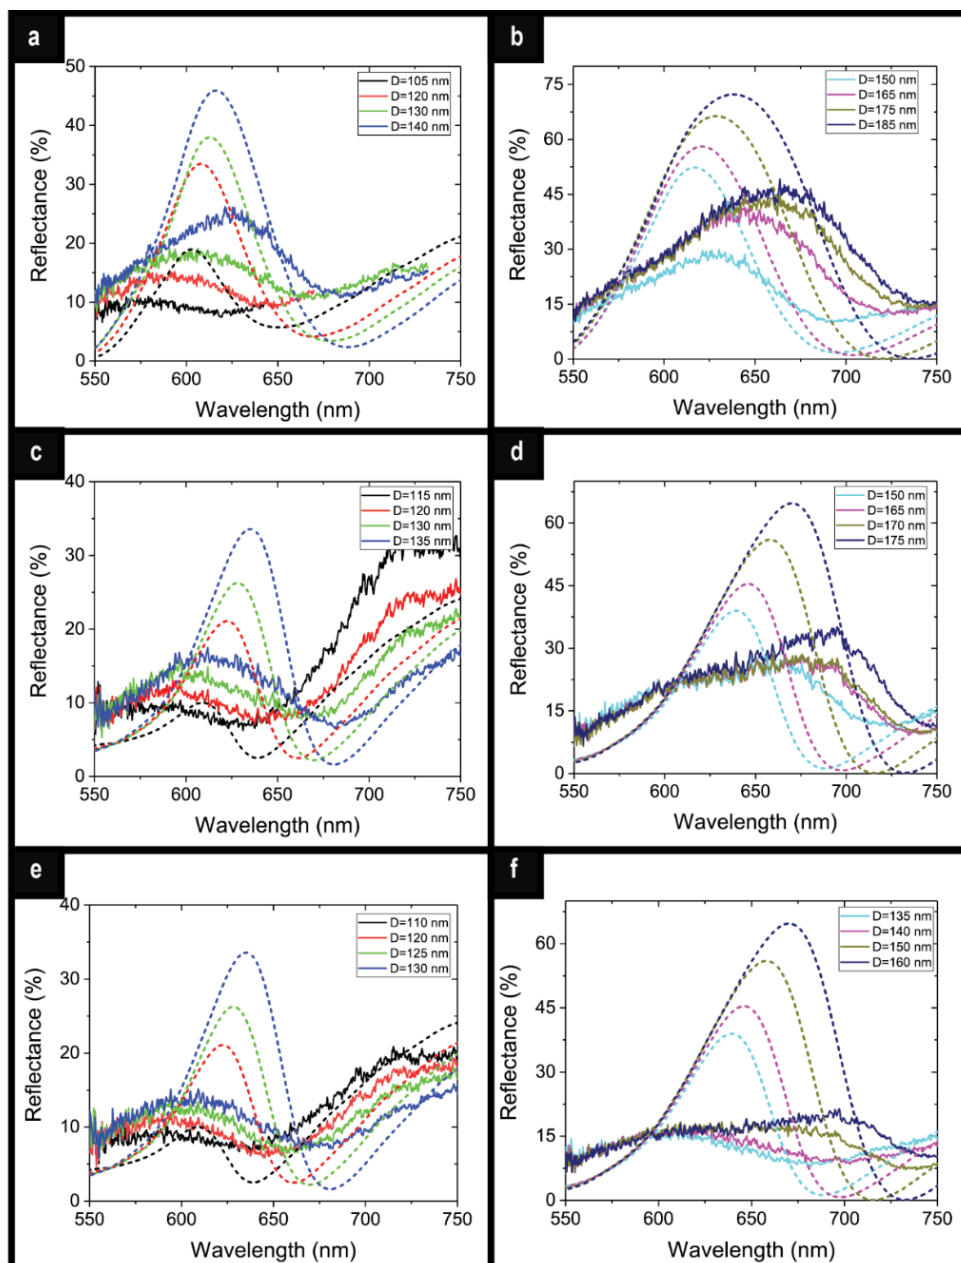 a
50
40
30
20
10
0
Reflectance (%)
D=105 nm
D=120 nm
D=130 nm
D=140 nm
550
600
650
700
750
Wavelength (nm)
b
75
60
45
30
15
0
Reflectance (%)
D=150 nm
D=165 nm
D=175 nm
D=185 nm
550
600
650
700
750
Wavelength (nm)
c
40
30
20
10
0
Reflectance (%)
D=115 nm
D=120 nm
D=130 nm
D=135 nm
550
600
650
700
750
Wavelength (nm)
d
60
45
30
15
0
Reflectance (%)
D=150 nm
D=165 nm
D=170 nm
D=175 nm
550
600
650
700
750
Wavelength (nm)
e
40
30
20
10
0
Reflectance (%)
D=110 nm
D=120 nm
D=125 nm
D=130 nm
550
600
650
700
750
Wavelength (nm)
f
60
45
30
15
0
Reflectance (%)
D=135 nm
D=140 nm
D=150 nm
D=160 nm
550
600
650
700
750
Wavelength (nm)